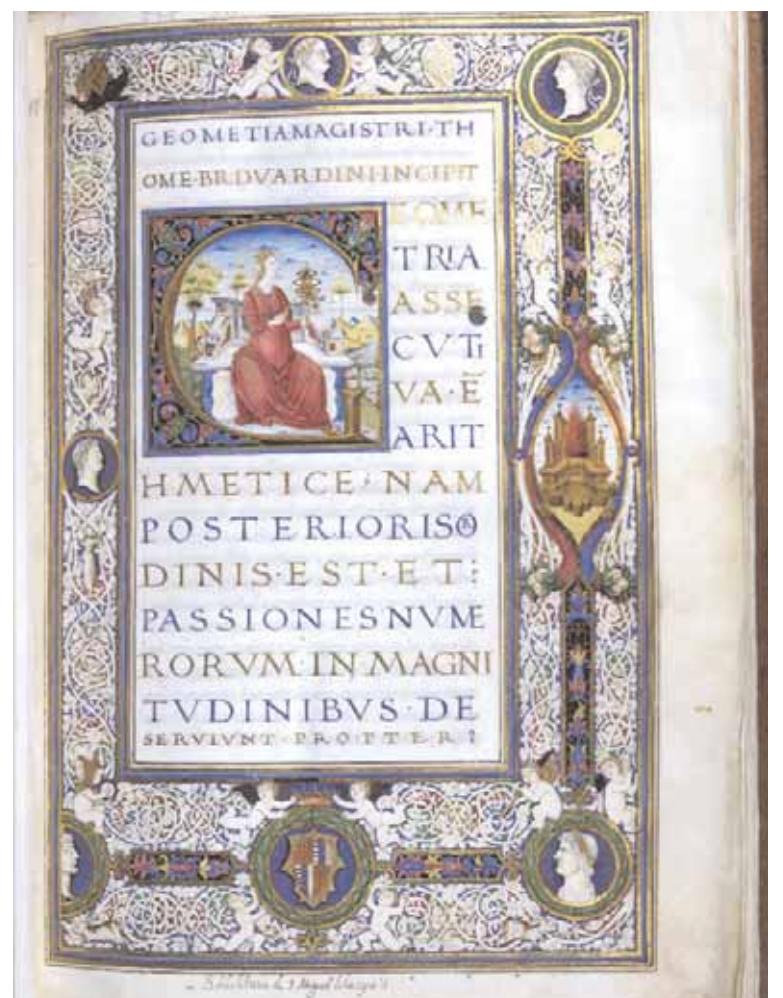 GEOMETIAMAGISTRI·TH
OME·BRDVARDINI INCIPIT
EOME
TRIA
ASSE
CVTI
VA·Ē
ARIT
HMETICE·NAM
POSTERIORISO
DINIS·EST·ET:
PASSIONESNVME
RORVM·IN MAGNI
TVDINIBVS·DE
SERVIVNT·PROPTER